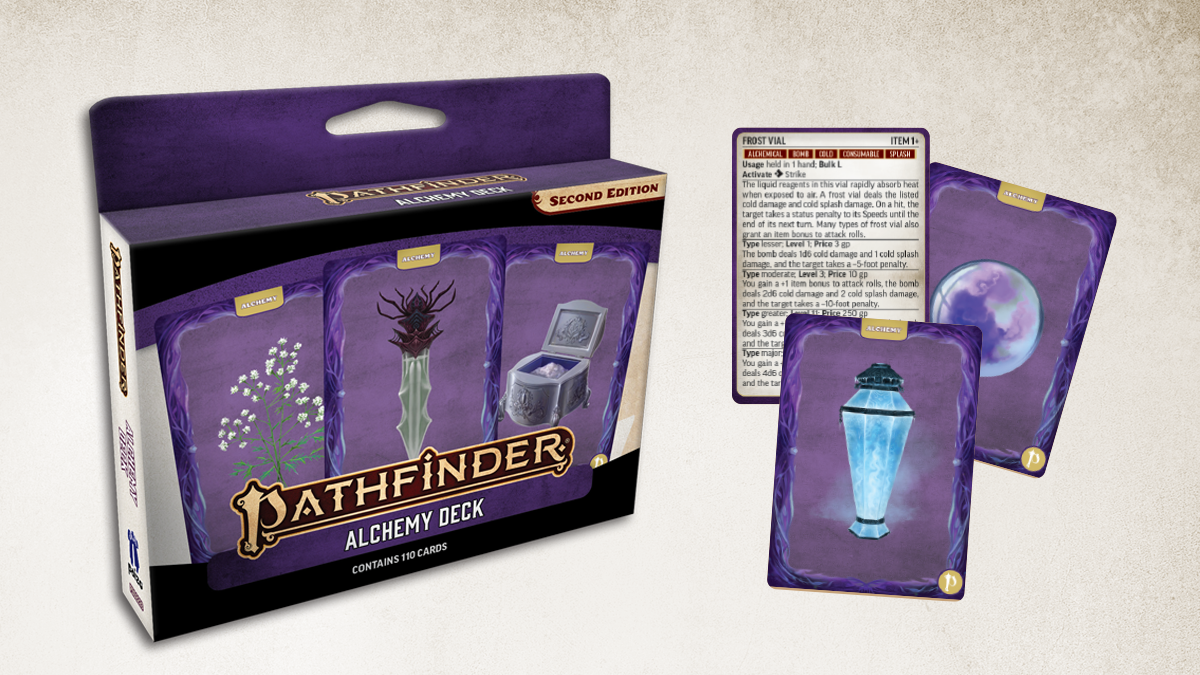 PATHFINDER
ALCHEMY DECK
SECOND EDITION
PATHFINDER
ALCHEMY DECK
ALCHEMY
ALCHEMY
ALCHEMY
PATHFINDER
ALCHEMY DECK
CONTAINS 110 CARDS
FROST VIAL ITEM 1+
ALCHEMICAL BOMB COLD CONSUMABLE SPLASH
Usage held in 1 hand; Bulk L
Activate Strike
The liquid reagents in this vial rapidly absorb heat
when exposed to air. A frost vial deals the listed
cold damage and cold splash damage. On a hit, the
target takes a status penalty to its Speeds until the
end of its next turn. Many types of frost vial also
grant an item bonus to attack rolls.
Type lesser; Level 1; Price 3 gp
The bomb deals 1d6 cold damage and 1 cold splash
damage, and the target takes a –5-foot penalty.
Type moderate; Level 3; Price 10 gp
You gain a +1 item bonus to attack rolls, the bomb
deals 2d6 cold damage and 2 cold splash damage,
and the target takes a –10-foot penalty.
Type greater; Level 11; Price 250 gp
You gain a +
deals 3d6
and the targ
Type major;
You gain a
deals 4d6
and the tar
ALCHEMY
ALCHEMY